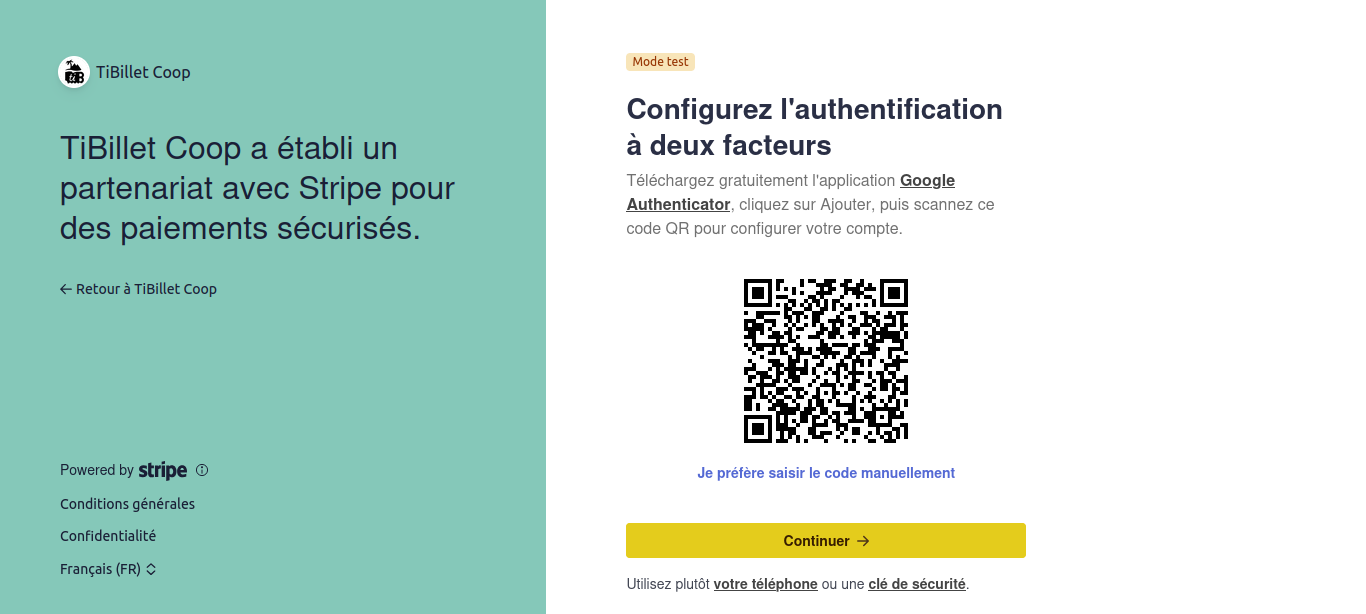 TiBillet Coop
TiBillet Coop a établi un
partenariat avec Stripe pour
des paiements sécurisés.
Retour à TiBillet Coop
Powered by stripe
Conditions générales
Confidentialité
Français (FR)
Mode test
Configurez l'authentification
à deux facteurs
Téléchargez gratuitement l'application Google
Authenticator, cliquez sur Ajouter, puis scannez ce
code QR pour configurer votre compte.
Je préfère saisir le code manuellement
Continuer
Utilisez plutôt votre téléphone ou une clé de sécurité.